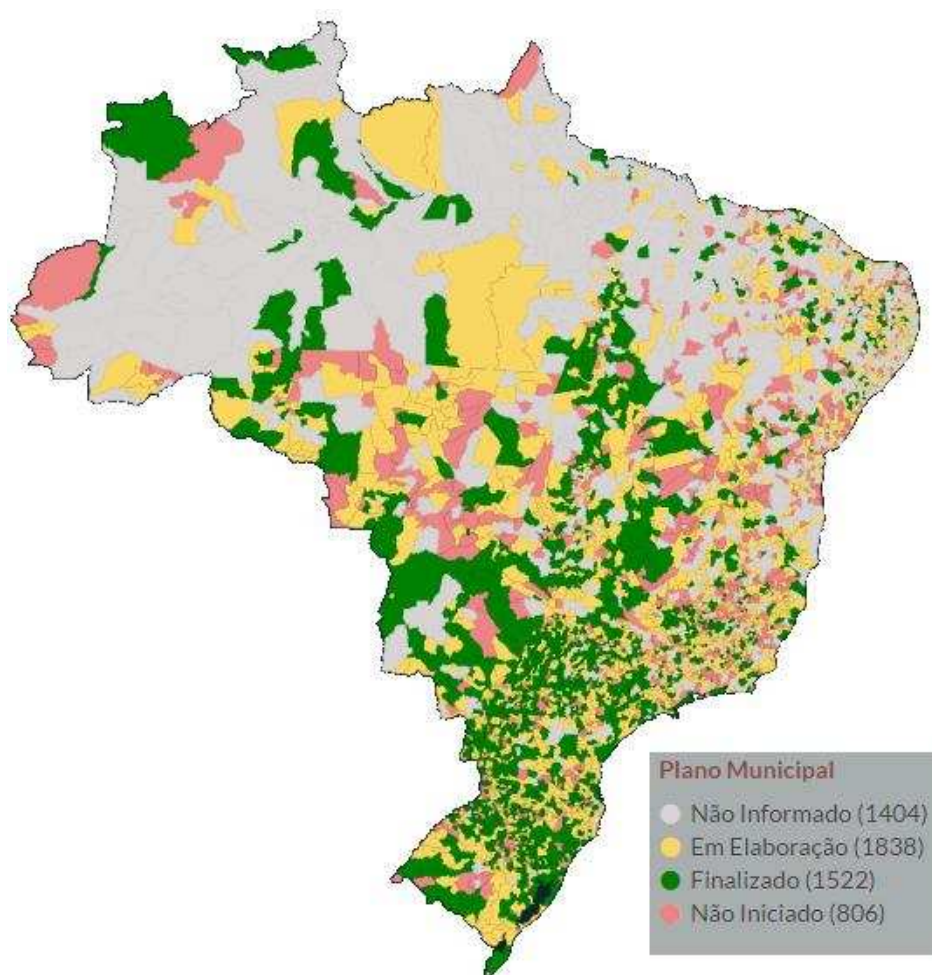 Plano Municipal
Não Informado (1404)
Em Elaboração (1838)
Finalizado (1522)
Não Iniciado (806)